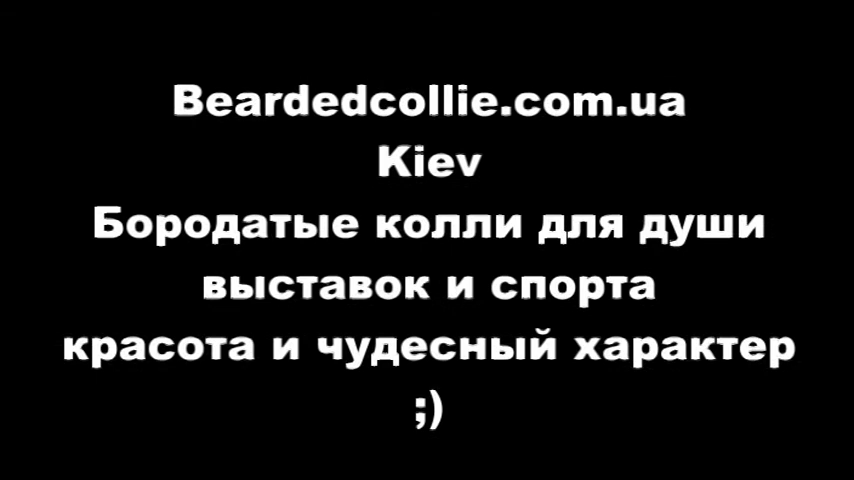 Beardedcollie.com.ua
Kiev
Бородатые колли для души
выставок и спорта
красота и чудесный характер
;)